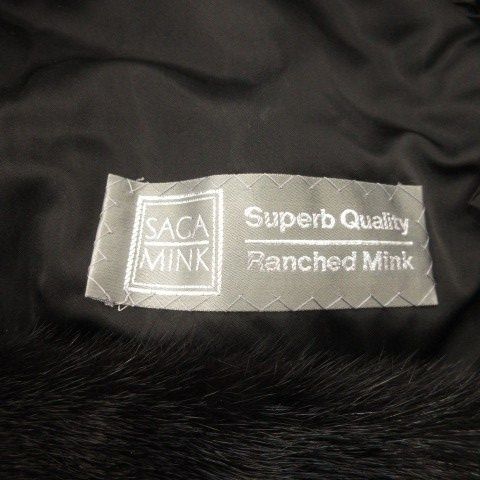 SAGA
MINK
Superb Quality
Ranched Mink